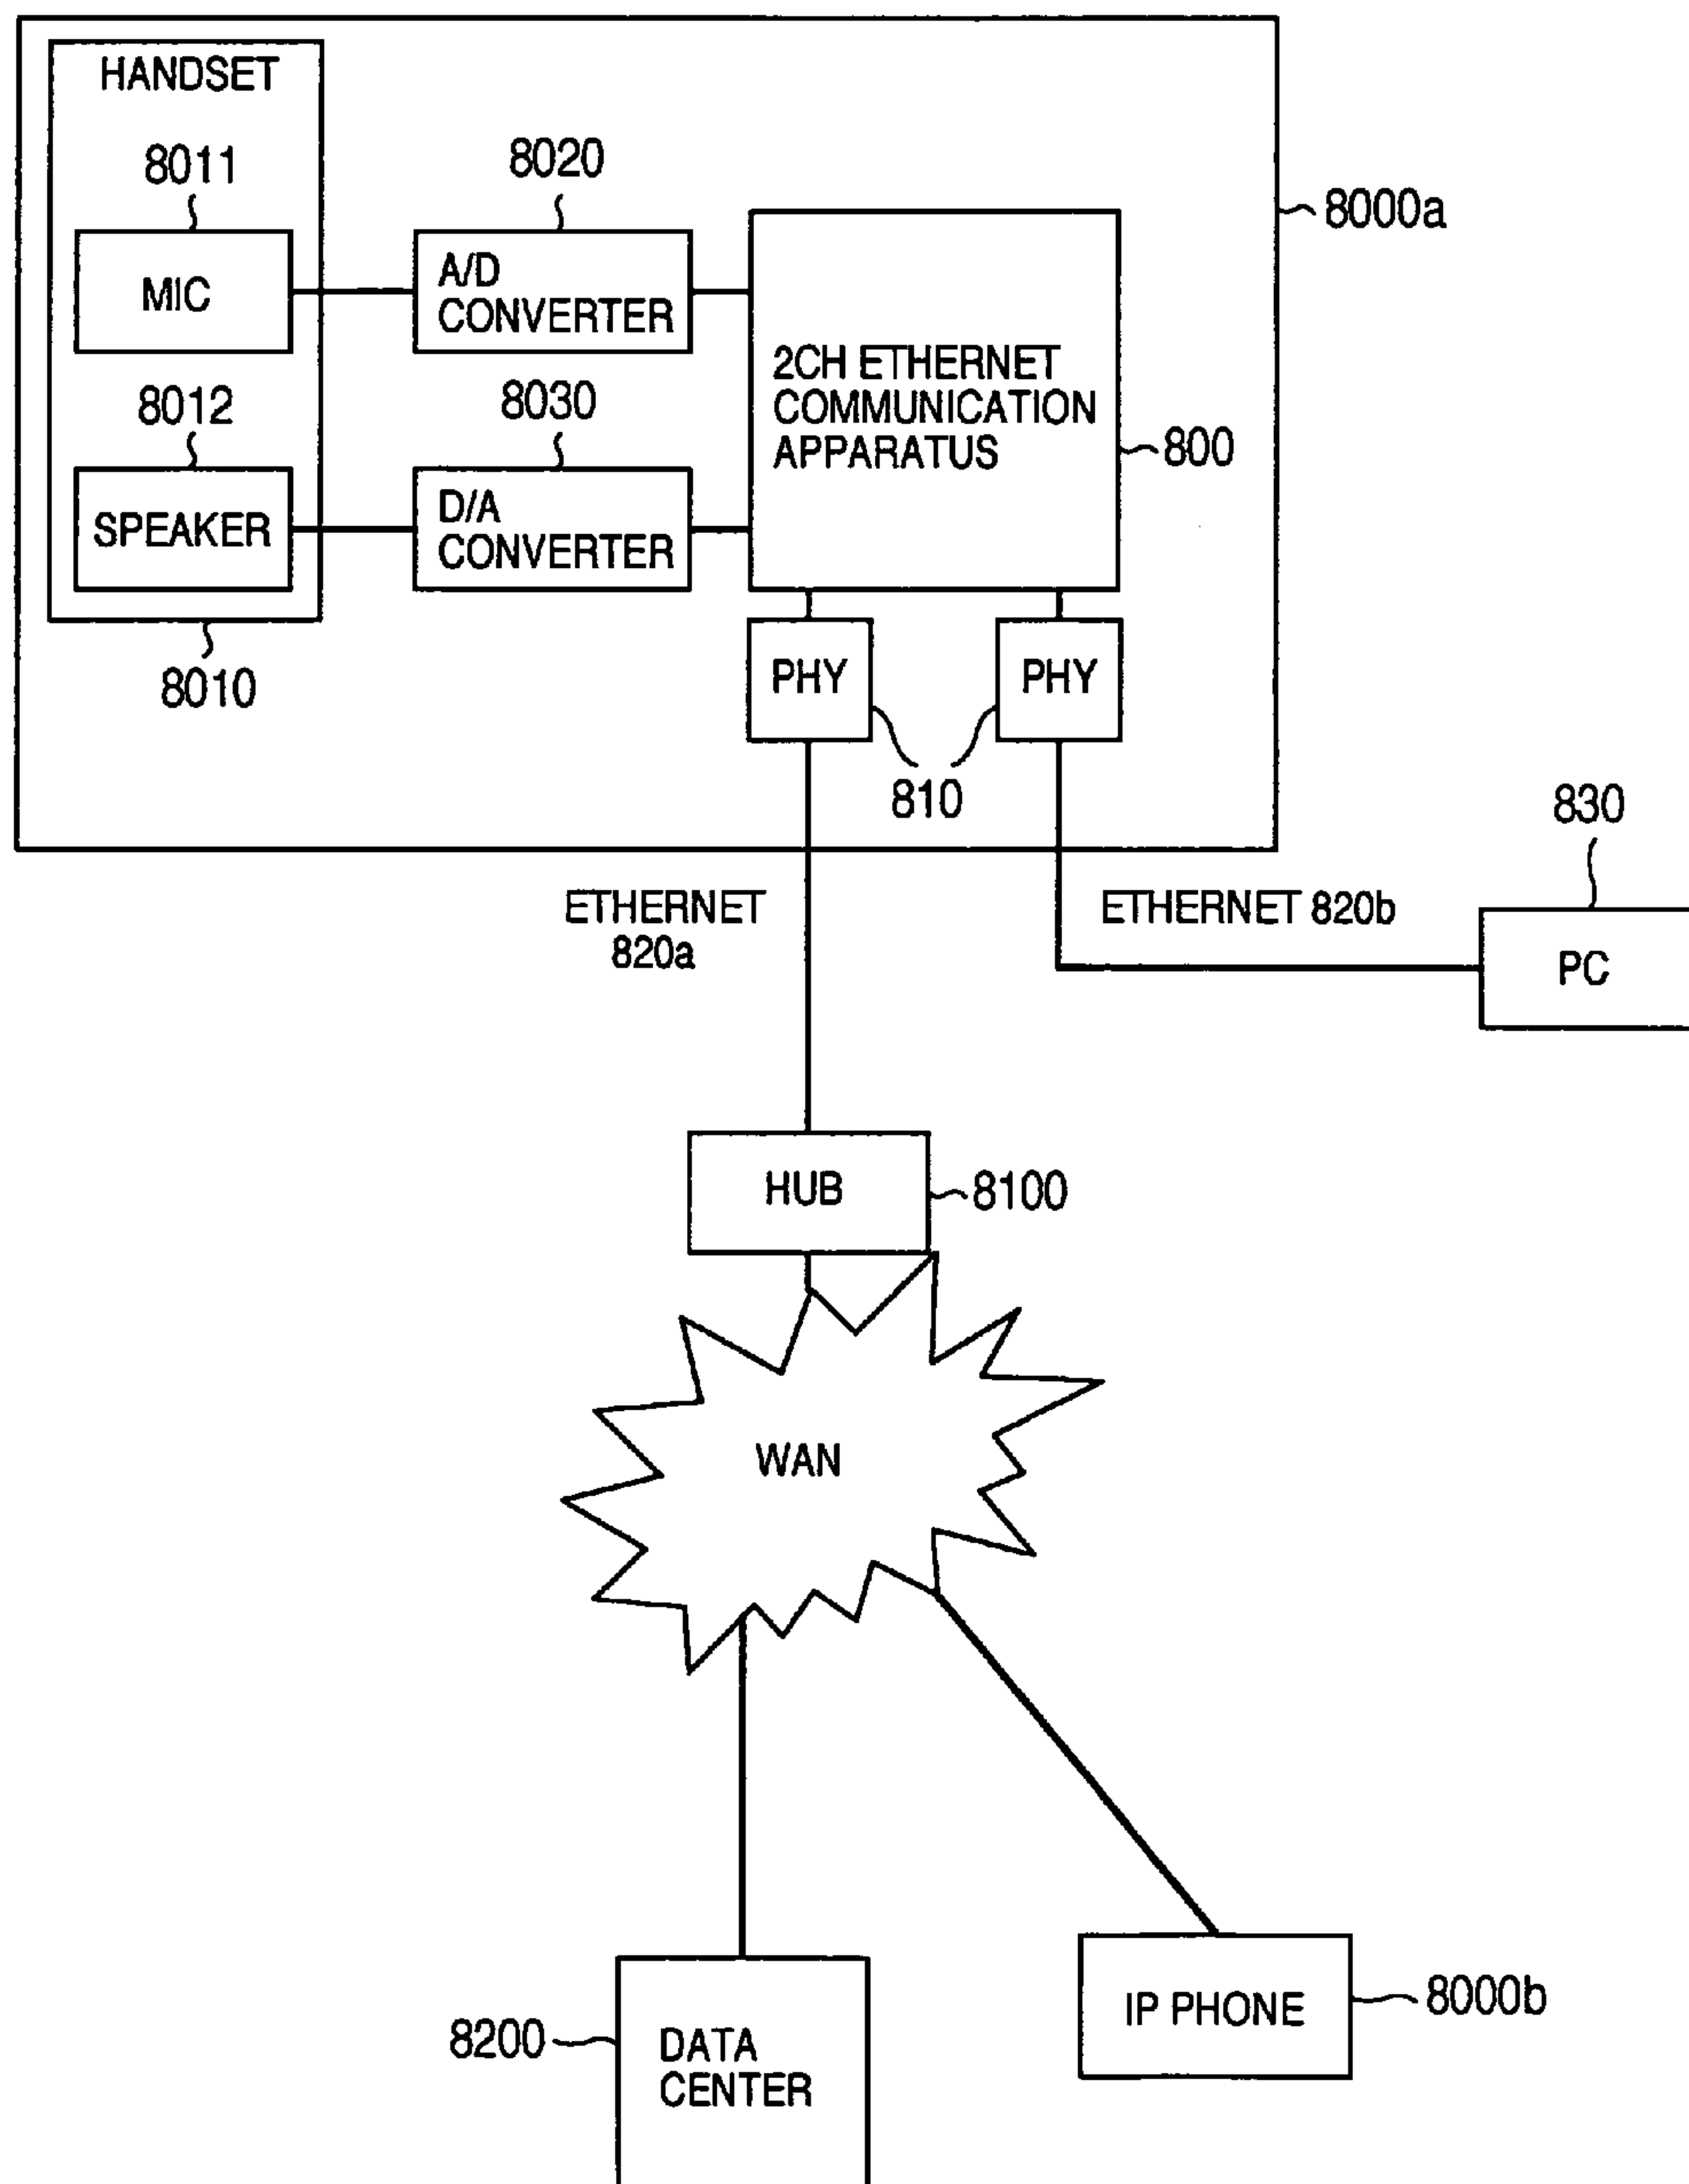 HANDSET
8011
8020
8000a
MIC
A/D
CONVERTER
2CH ETHERNET
COMMUNICATION
APPARATUS
800
8012
8030
SPEAKER
D/A
CONVERTER
8010
PHY
PHY
810
830
ETHERNET
820a
ETHERNET 820b
PC
HUB
8100
WAN
IP PHONE
8000b
8200
DATA
CENTER